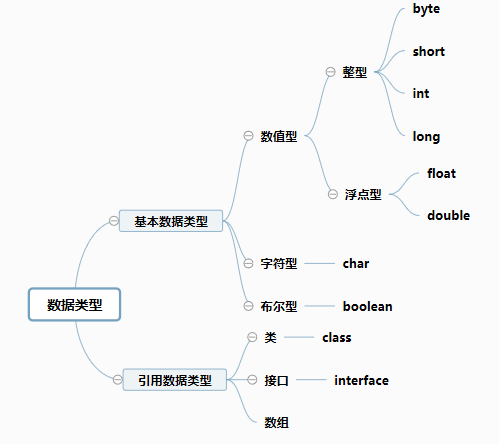 byte
short
整型
int
数值型
long
float
浮点型
double
基本数据类型
字符型 char
数据类型
布尔型 boolean
类 class
引用数据类型
接口 interface
数组